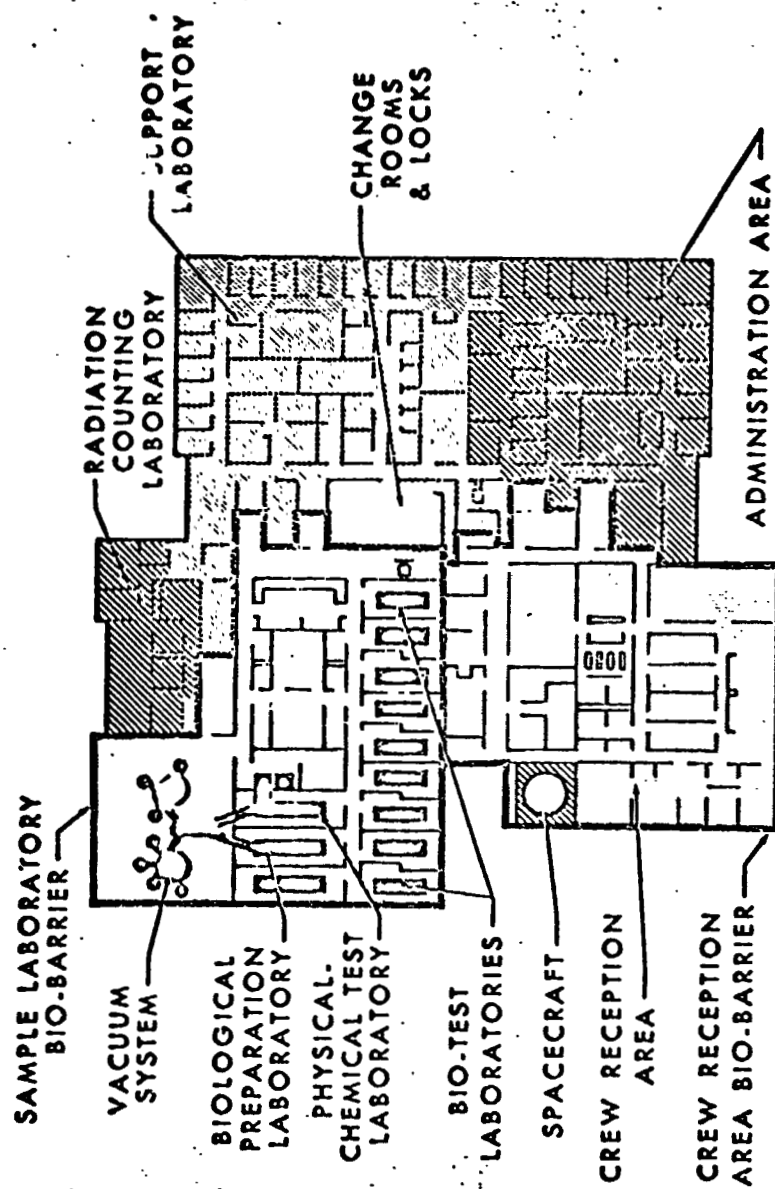 SAMPLE LABORATORY
BIO-BARRIER
VACUUM
SYSTEM
BIOLOGICAL
PREPARATION
LABORATORY
PHYSICAL-
CHEMICAL TEST
LABORATORY
BIO-TEST
LABORATORIES
SPACECRAFT
CREW RECEPTION
AREA
CREW RECEPTION
AREA BIO-BARRIER
RADIATION
COUNTING
LABORATORY
LABORATORY
CHANGE
ROOMS
& LOCKS
ADMINISTRATION AREA